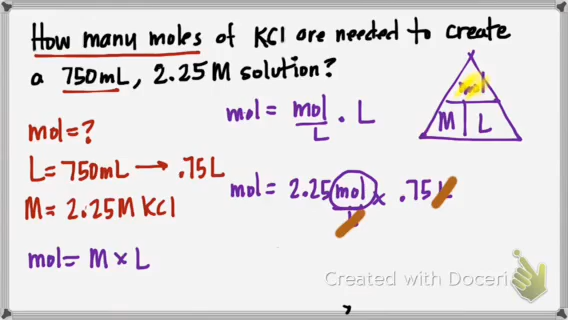 How many moles of KCl are needed to create
a 750mL, 2.25M solution?
mol = mol/L · L
mol
M L
mol = ?
L = 750mL → .75L
M = 2.25M KCl
mol = 2.25 mol/L × .75L
mol = M × L
Created with Doceri